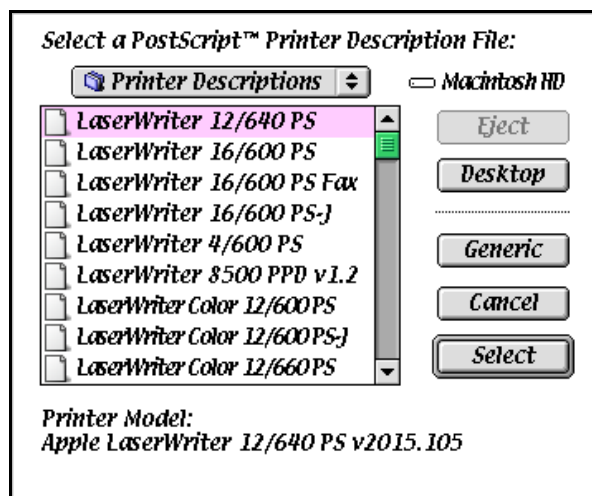 Select a PostScript™ Printer Description File:
Printer Descriptions
Macintosh HD
LaserWriter 12/640 PS
LaserWriter 16/600 PS
LaserWriter 16/600 PS Fax
LaserWriter 16/600 PS-J
LaserWriter 4/600 PS
LaserWriter 8500 PPD v1.2
LaserWriter Color 12/600 PS
LaserWriter Color 12/600 PS-J
LaserWriter Color 12/660 PS
Eject
Desktop
Generic
Cancel
Select
Printer Model:
Apple LaserWriter 12/640 PS v2015.105